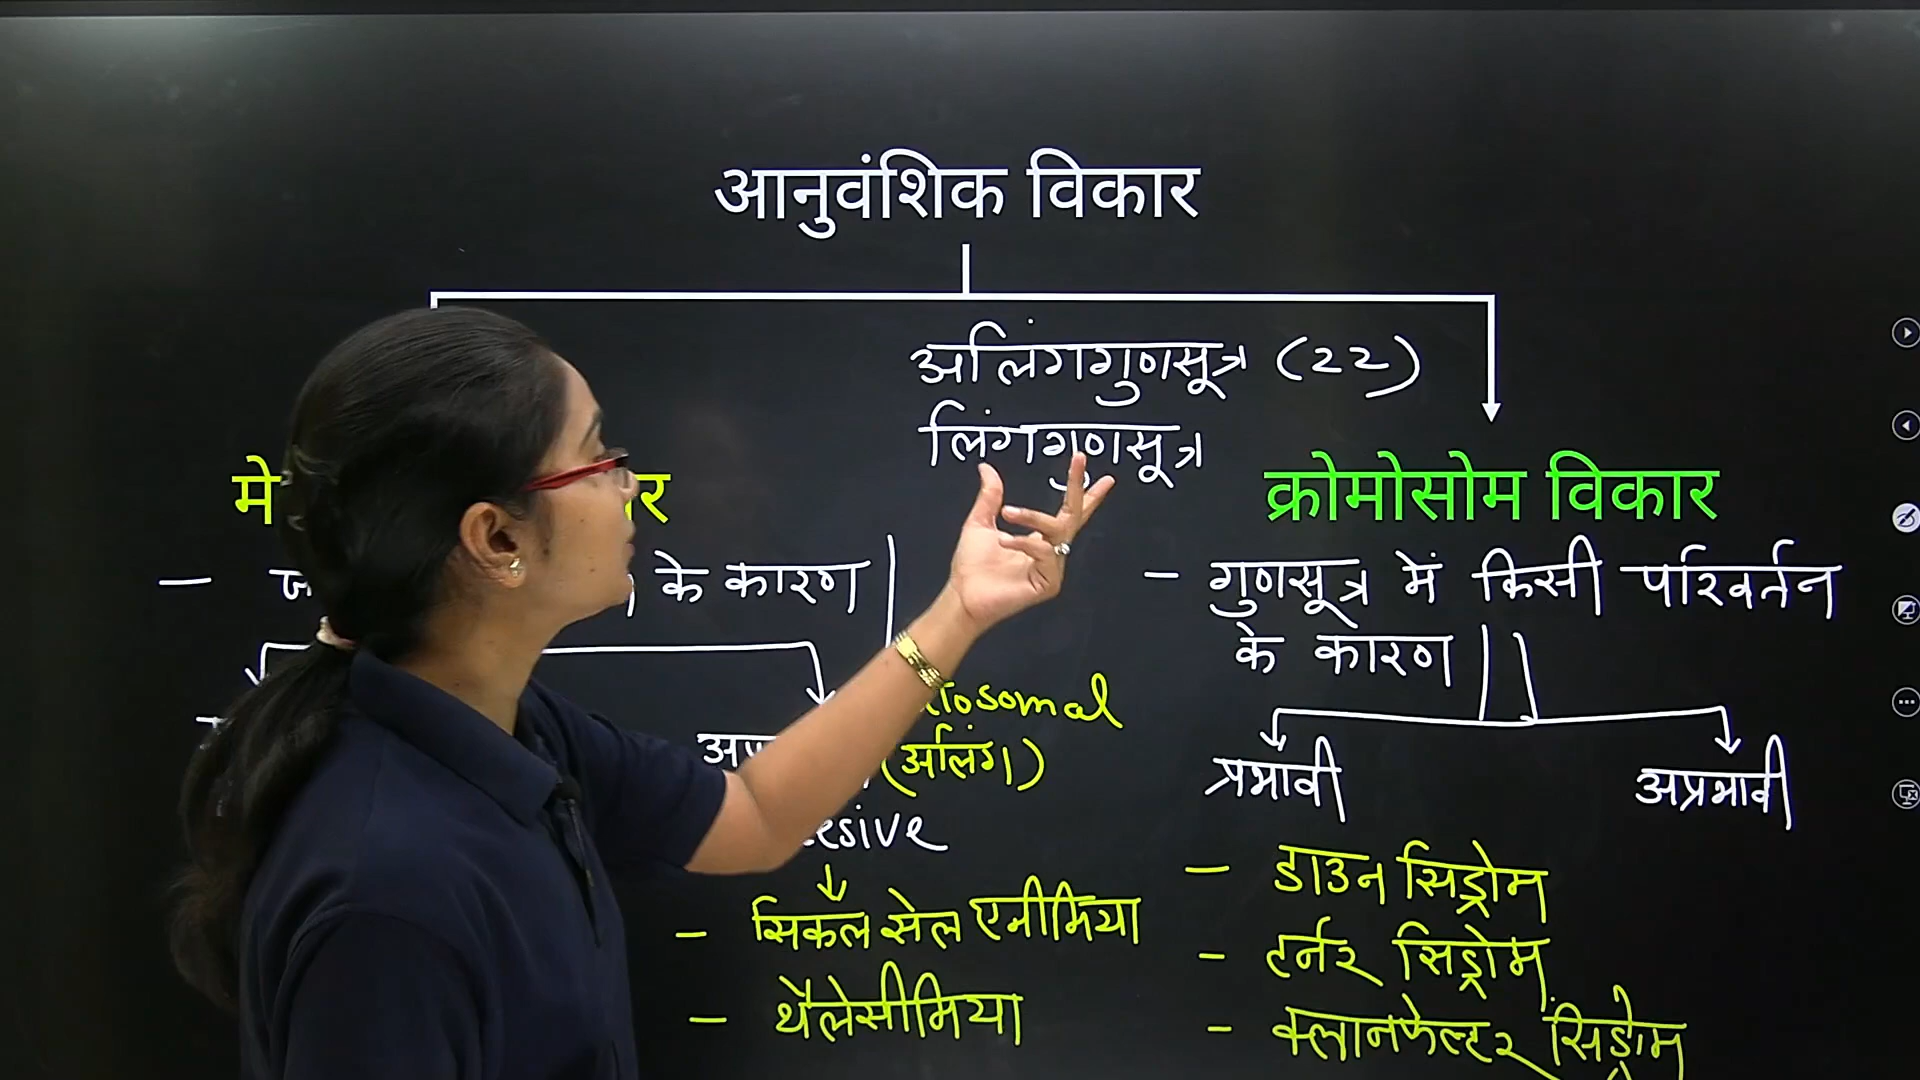 आनुवंशिक विकार
अलिंगगुणसूत्र (22)
लिंगगुणसूत्र
क्रोमोसोम विकार
– के कारण
– गुणसूत्र में किसी परिवर्तन
के कारण
(अलिंग)
प्रभावी
अप्रभावी
– सिकल सेल एनीमिया
– थैलेसीमिया
– डाउन सिड्रोम
– टर्नर सिड्रोम
– क्लानफेल्टर सिंड्रोम